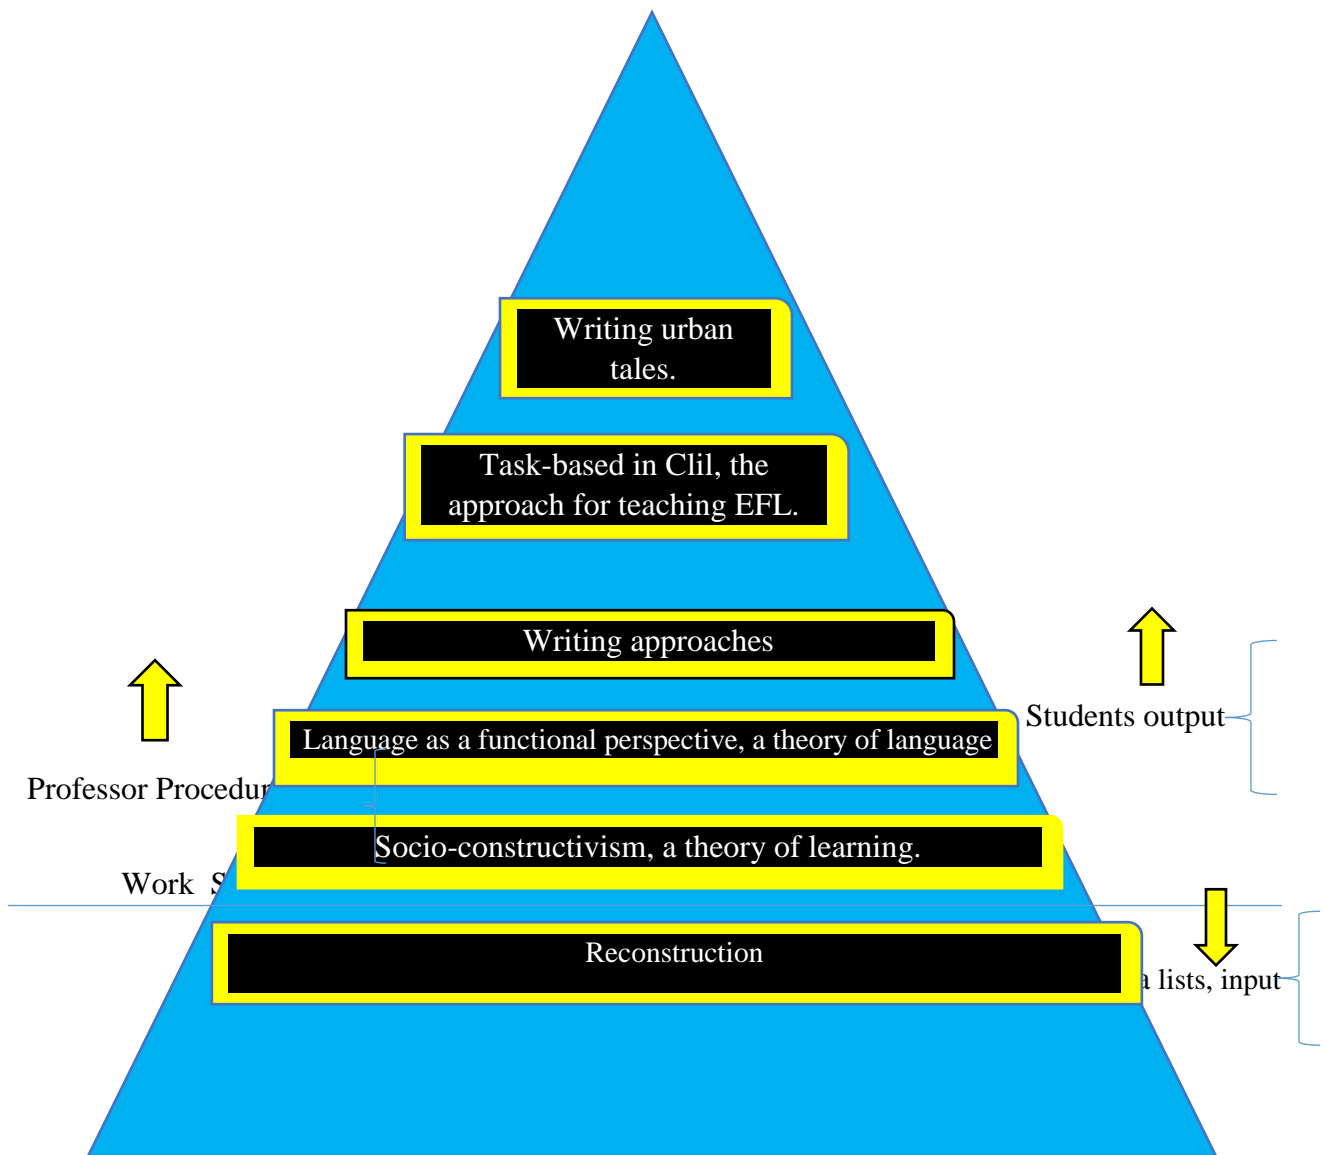 Writing urban
tales.
Task-based in Clil, the
approach for teaching EFL.
Writing approaches
Students output
Language as a functional perspective, a theory of language
Professor
Socio-constructivism, a theory of learning.
Work
Reconstruction
lists, input